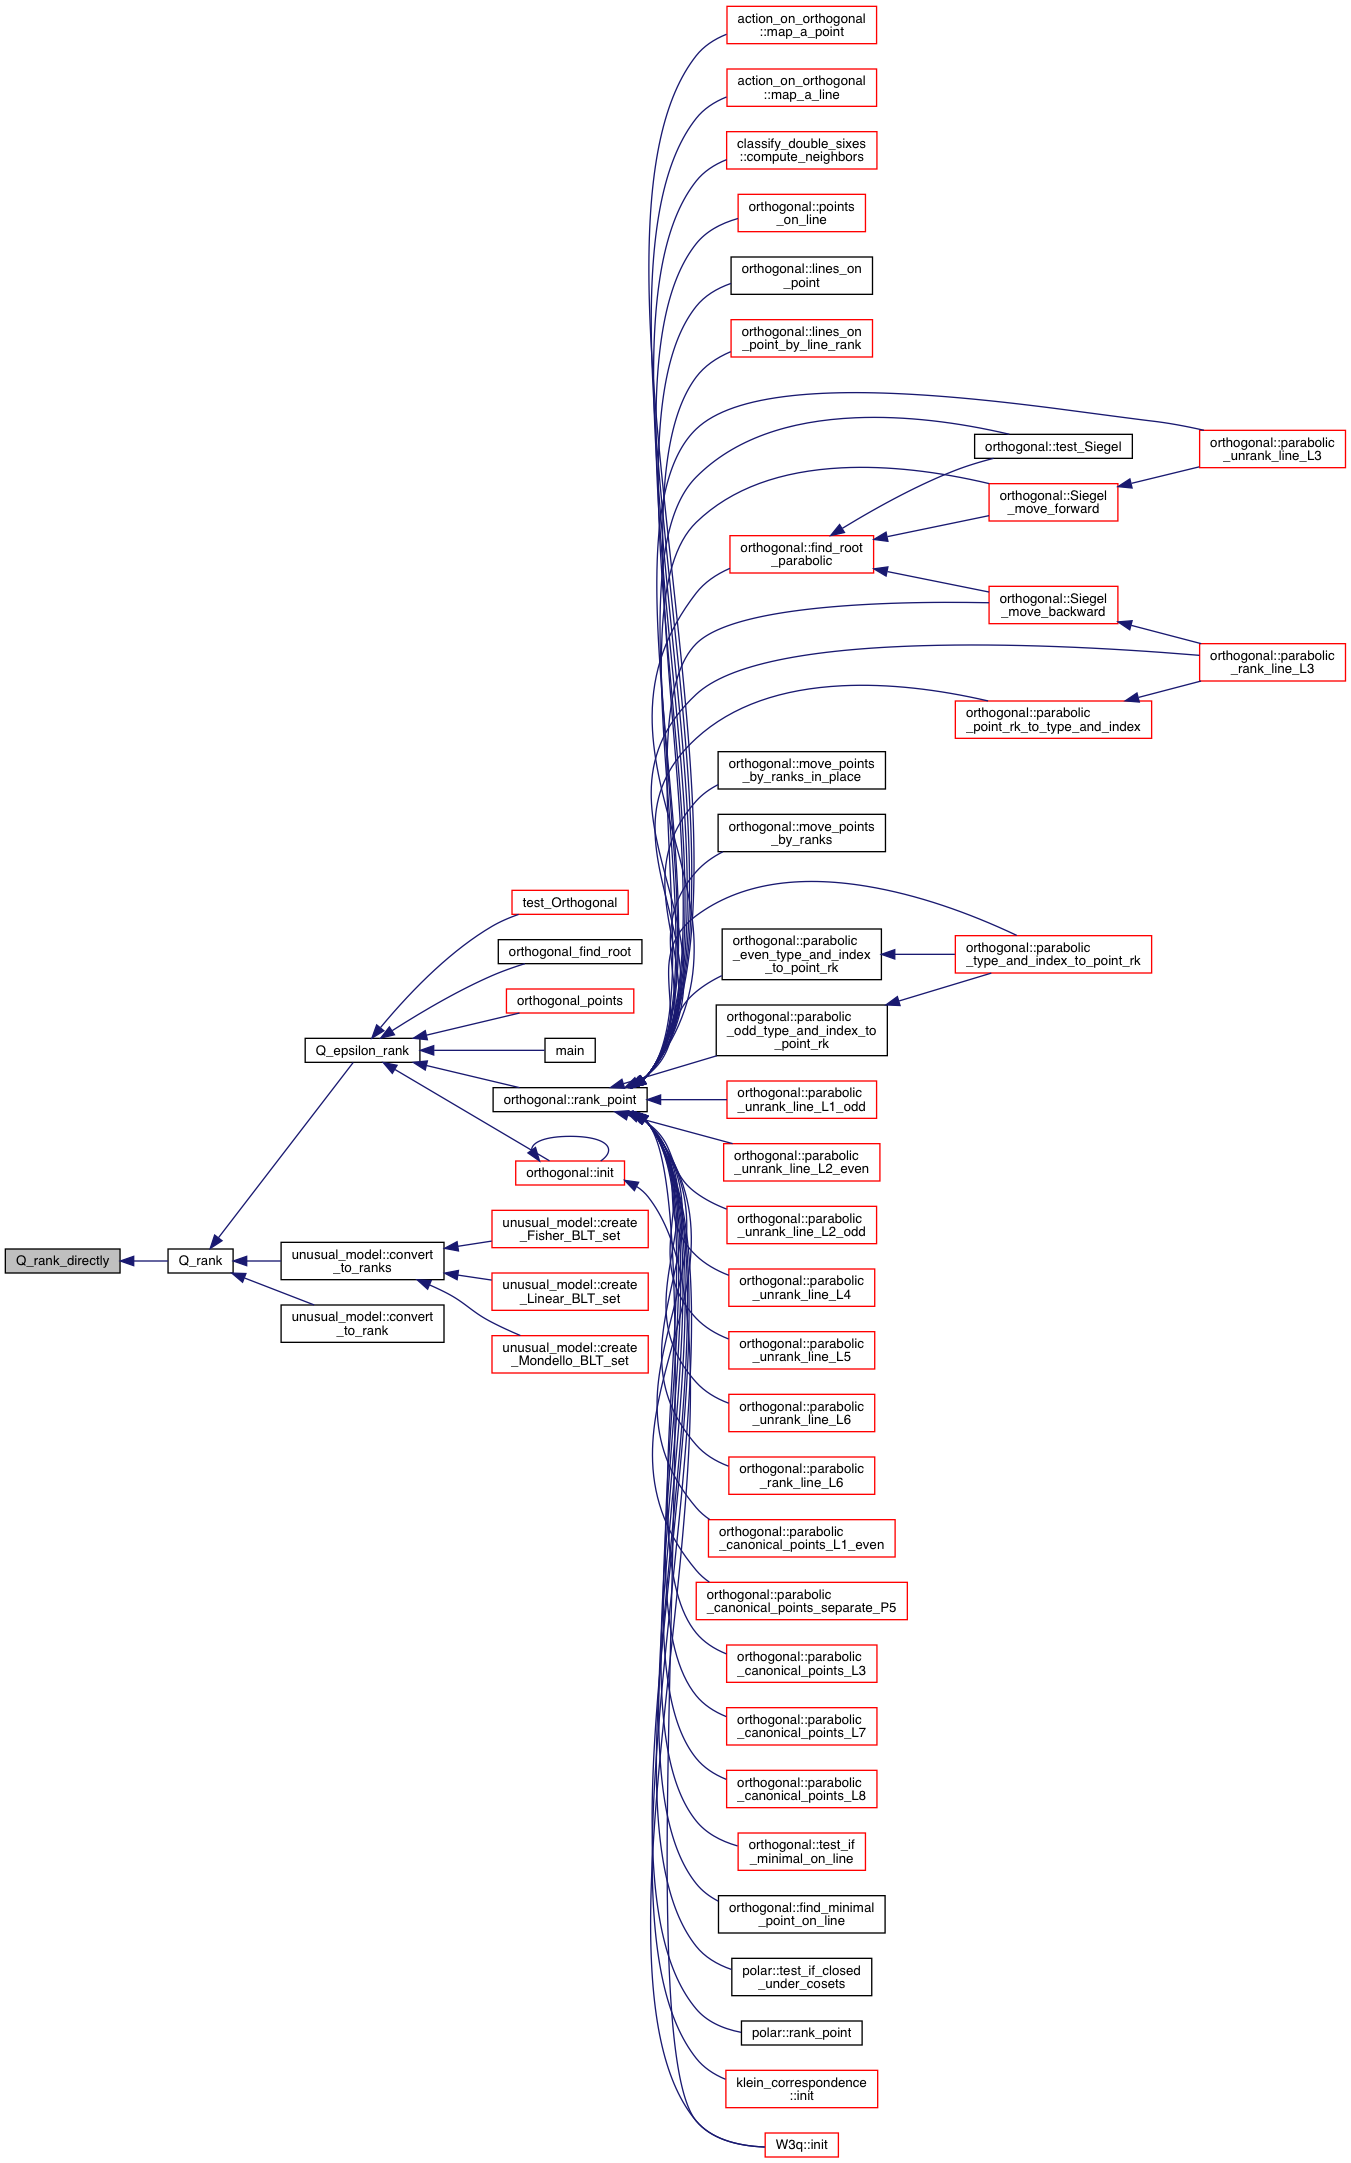 action_on_orthogonal
::map_a_point
action_on_orthogonal
::map_a_line
classify_double_sixes
::compute_neighbors
orthogonal::points
_on_line
orthogonal::lines_on
_point
orthogonal::lines_on
_point_by_line_rank
orthogonal::test_Siegel
orthogonal::parabolic
_unrank_line_L3
orthogonal::Siegel
_move_forward
orthogonal::find_root
_parabolic
orthogonal::Siegel
_move_backward
orthogonal::parabolic
_rank_line_L3
orthogonal::parabolic
_point_rk_to_type_and_index
orthogonal::move_points
_by_ranks_in_place
orthogonal::move_points
_by_ranks
test_Orthogonal
orthogonal_find_root
orthogonal::parabolic
_even_type_and_index
_to_point_rk
orthogonal::parabolic
_type_and_index_to_point_rk
orthogonal_points
orthogonal::parabolic
_odd_type_and_index_to
_point_rk
Q_epsilon_rank
main
orthogonal::rank_point
orthogonal::parabolic
_unrank_line_L1_odd
orthogonal::init
orthogonal::parabolic
_unrank_line_L2_even
unusual_model::create
_Fisher_BLT_set
orthogonal::parabolic
_unrank_line_L2_odd
Q_rank_directly
Q_rank
unusual_model::convert
_to_ranks
unusual_model::create
_Linear_BLT_set
orthogonal::parabolic
_unrank_line_L4
unusual_model::convert
_to_rank
unusual_model::create
_Mondello_BLT_set
orthogonal::parabolic
_unrank_line_L5
orthogonal::parabolic
_unrank_line_L6
orthogonal::parabolic
_rank_line_L6
orthogonal::parabolic
_canonical_points_L1_even
orthogonal::parabolic
_canonical_points_separate_P5
orthogonal::parabolic
_canonical_points_L3
orthogonal::parabolic
_canonical_points_L7
orthogonal::parabolic
_canonical_points_L8
orthogonal::test_if
_minimal_on_line
orthogonal::find_minimal
_point_on_line
polar::test_if_closed
_under_cosets
polar::rank_point
klein_correspondence
::init
W3q::init